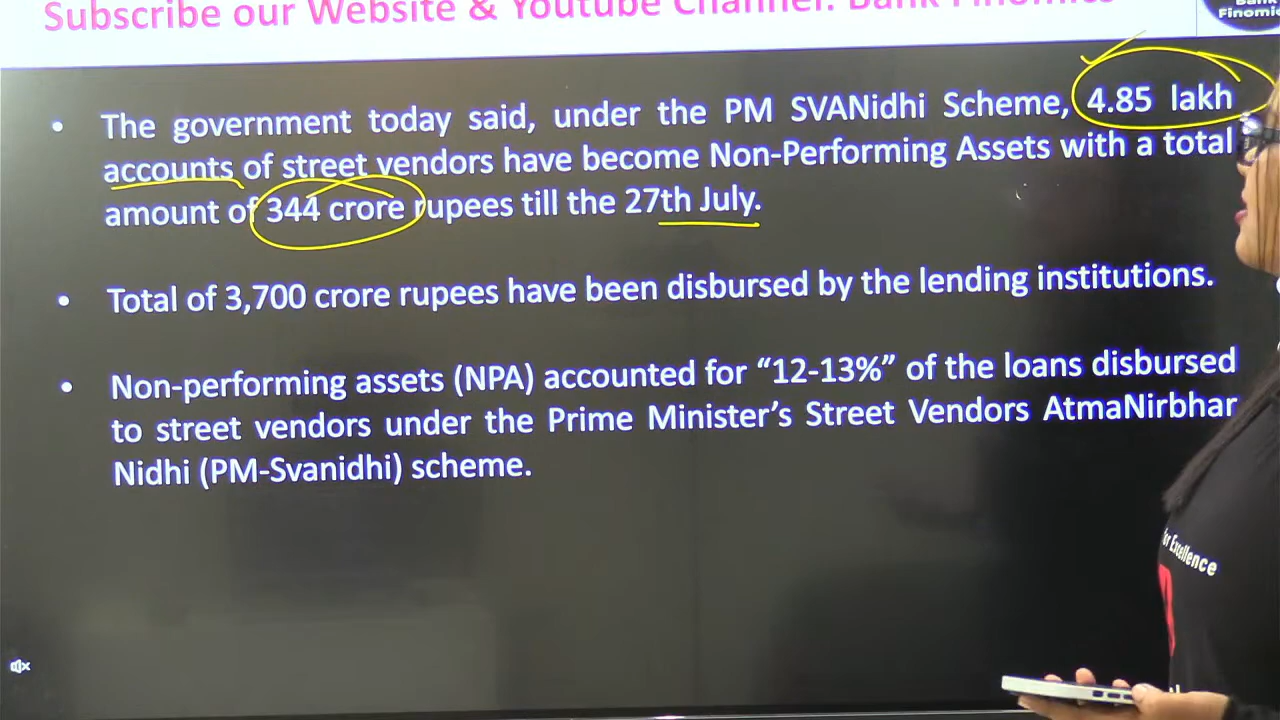 Subscribe our Website & Youtube Channel: Bank Finomics
Bank
Finomic
• The government today said, under the PM SVANidhi Scheme, 4.85 lakh
accounts of street vendors have become Non-Performing Assets with a total
amount of 344 crore rupees till the 27th July.
• Total of 3,700 crore rupees have been disbursed by the lending institutions.
• Non-performing assets (NPA) accounted for “12-13%” of the loans disbursed
to street vendors under the Prime Minister’s Street Vendors AtmaNirbhar
Nidhi (PM-Svanidhi) scheme.
for Excellence